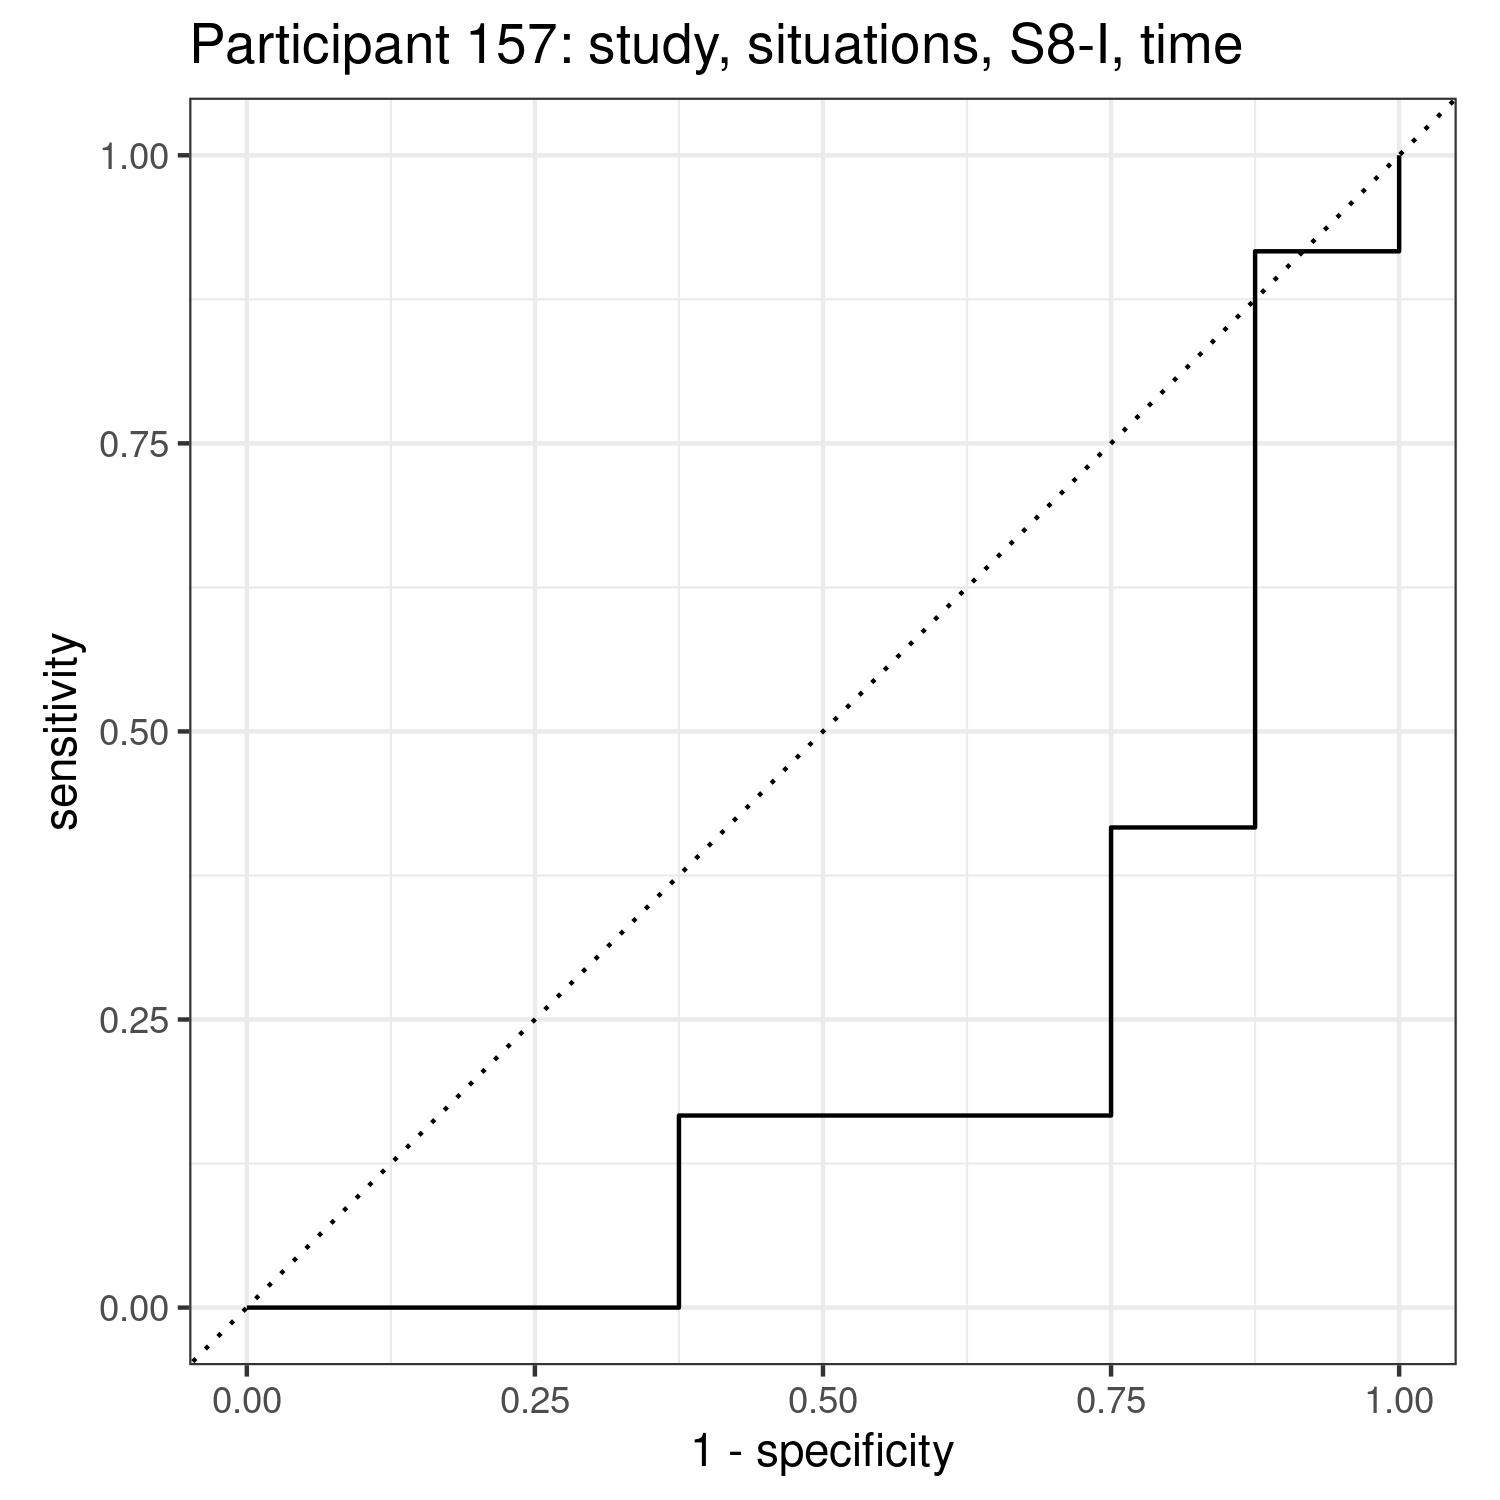 Participant 157: study, situations, S8-I, time
1.00
0.75
0.50
0.25
0.00
sensitivity
0.00 0.25 0.50 0.75 1.00
1 - specificity